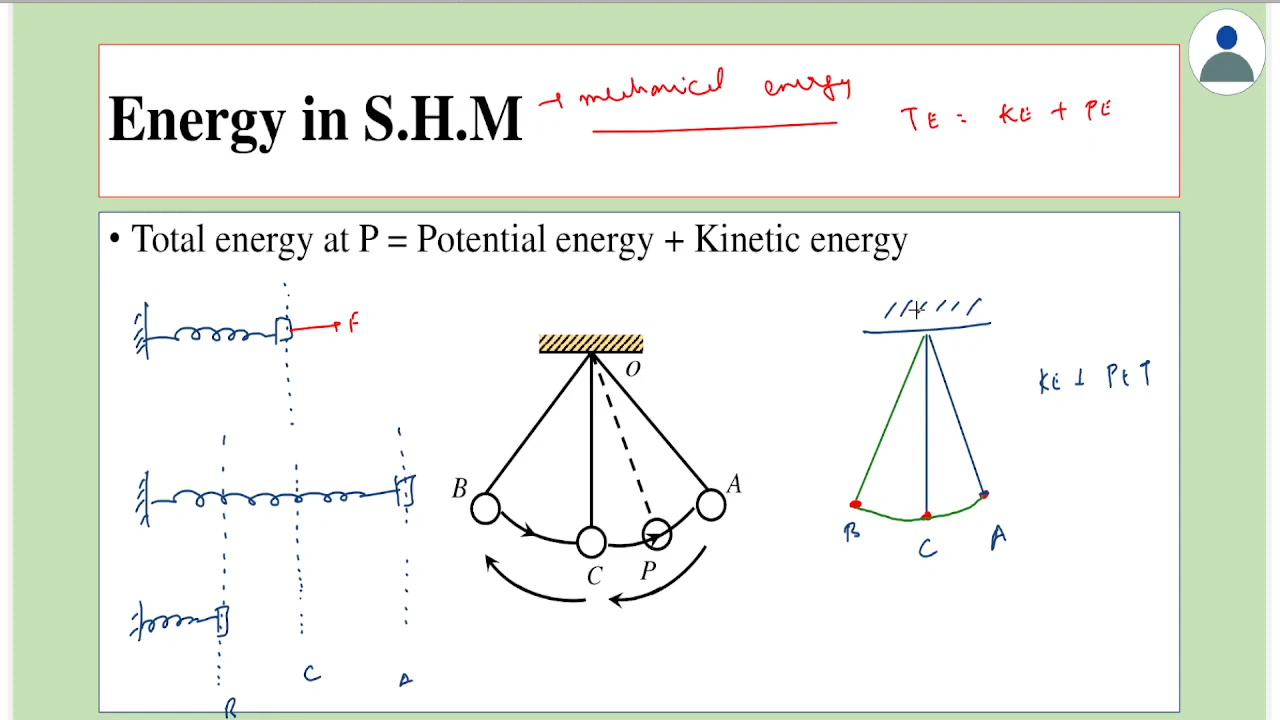 Energy in S.H.M → mechanical energy
TE = KE + PE
• Total energy at P = Potential energy + Kinetic energy
F
O
B
A
C
P
KE ↓ PE ↑
B
C
A
B
C
A